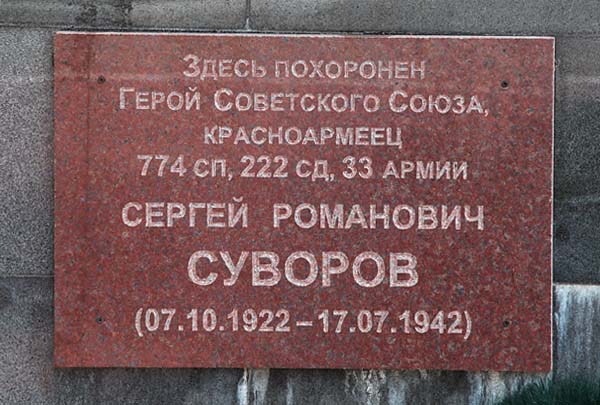 Здесь похоронен
Герой Советского Союза,
красноармеец
774 сп, 222 сд, 33 армии
Сергей Романович
Суворов
(07.10.1922 – 17.07.1942)